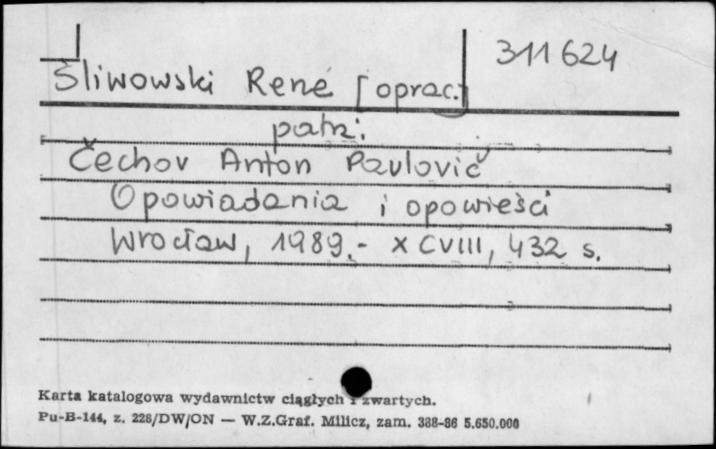 311624
Śliwowski René [oprac.]
patrz:
Čechov Anton Pavlovič
Opowiadania i opowieści
Wrocław, 1989.- XCVIII, 432 s.
Karta katalogowa wydawnictw ciągłych i zwartych.
Pu-B-144, z. 228/DW/ON — W.Z.Graf. Milicz, zam. 388-86 5.650.000